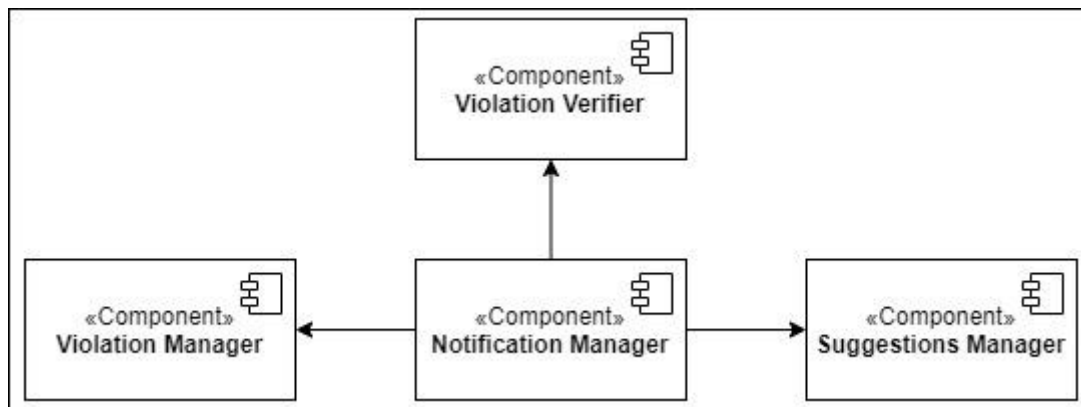 «Component»
Violation Verifier
«Component»
Violation Manager
«Component»
Notification Manager
«Component»
Suggestions Manager